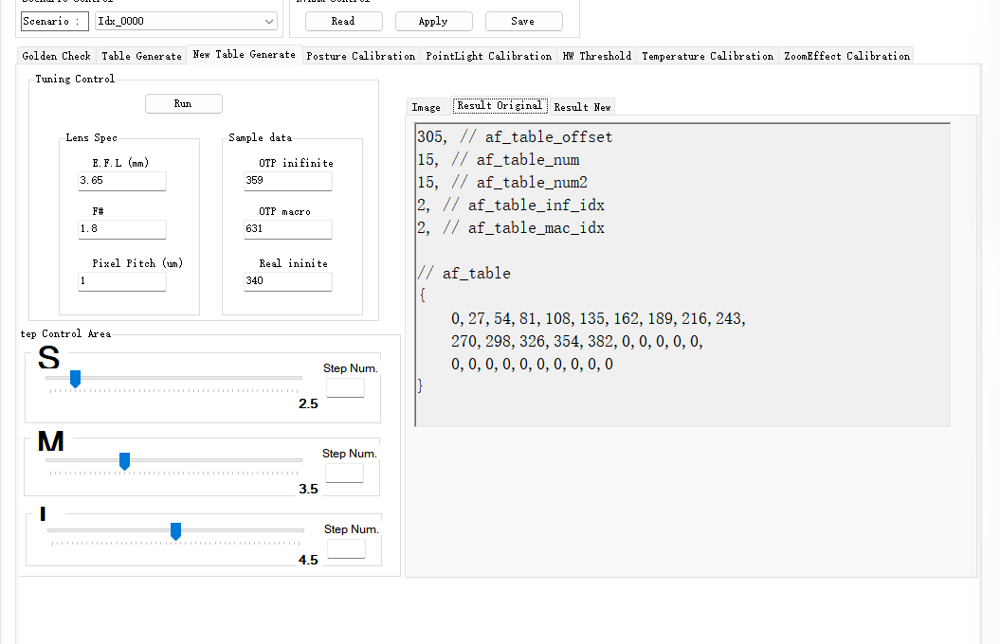 Scenario :
Idx_0000
Read
Apply
Save
Golden Check
Table Generate
New Table Generate
Posture Calibration
PointLight Calibration
HW Threshold
Temperature Calibration
ZoomEffect Calibration
Tuning Control
Run
Lens Spec
E.F.L (mm)
3.65
F#
1.8
Pixel Pitch (um)
1
Sample data
OTP inifinite
359
OTP macro
631
Real ininite
340
tep Control Area
S
Step Num.
2.5
M
Step Num.
3.5
I
Step Num.
4.5
Image
Result Original
Result New
305, // af_table_offset
15, // af_table_num
15, // af_table_num2
2, // af_table_inf_idx
2, // af_table_mac_idx
// af_table
{
0,27,54,81,108,135,162,189,216,243,
270,298,326,354,382,0,0,0,0,0,
0,0,0,0,0,0,0,0,0,0
}